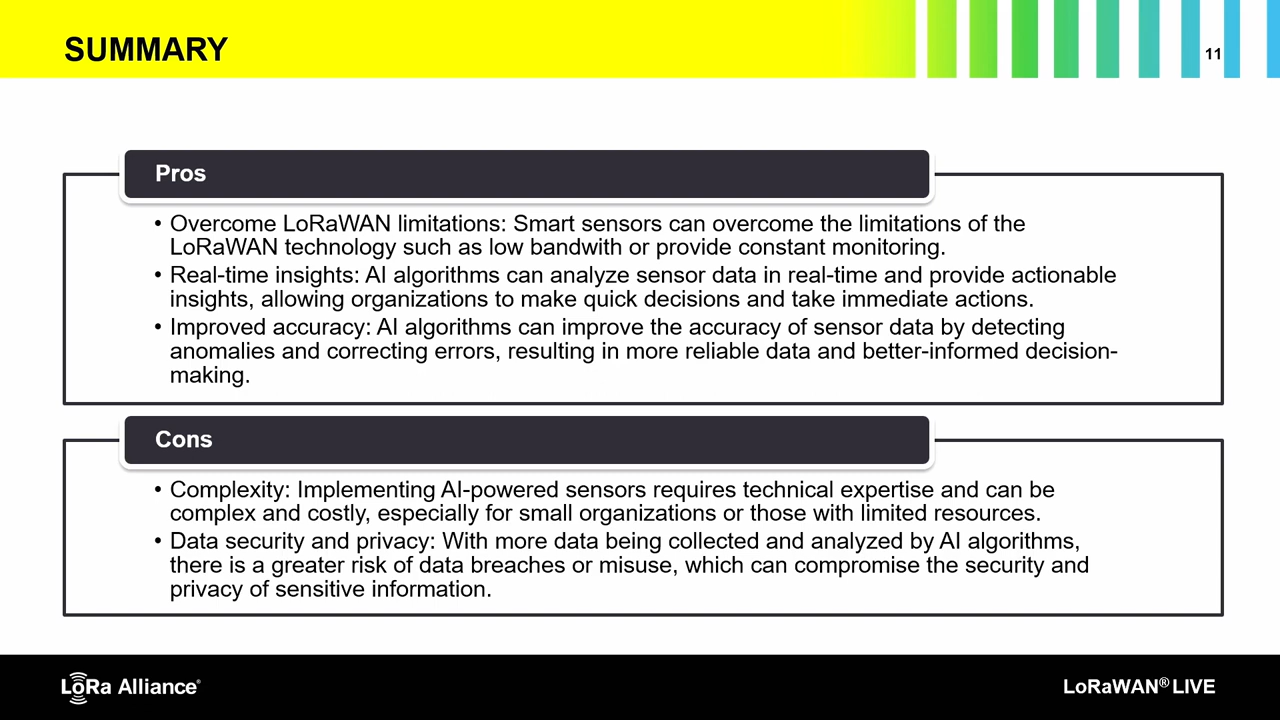 SUMMARY
11
Pros
• Overcome LoRaWAN limitations: Smart sensors can overcome the limitations of the
LoRaWAN technology such as low bandwith or provide constant monitoring.
• Real-time insights: AI algorithms can analyze sensor data in real-time and provide actionable
insights, allowing organizations to make quick decisions and take immediate actions.
• Improved accuracy: AI algorithms can improve the accuracy of sensor data by detecting
anomalies and correcting errors, resulting in more reliable data and better-informed decision-
making.
Cons
• Complexity: Implementing AI-powered sensors requires technical expertise and can be
complex and costly, especially for small organizations or those with limited resources.
• Data security and privacy: With more data being collected and analyzed by AI algorithms,
there is a greater risk of data breaches or misuse, which can compromise the security and
privacy of sensitive information.
LoRa Alliance®
LoRaWAN® LIVE